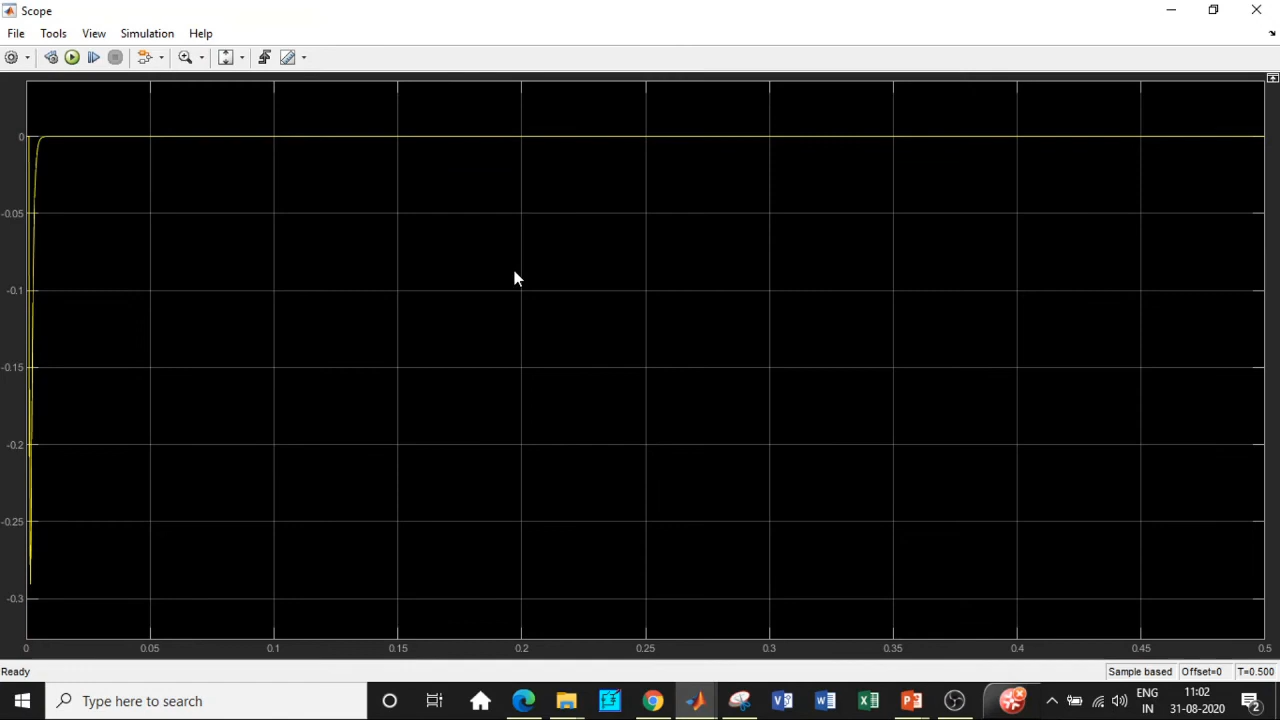 Scope
File Tools View Simulation Help
0
-0.05
-0.1
-0.15
-0.2
-0.25
-0.3
0 0.05 0.1 0.15 0.2 0.25 0.3 0.35 0.4 0.45 0.5
Ready Sample based Offset=0 T=0.500
Type here to search
ENG 11:02
IN 31-08-2020 2